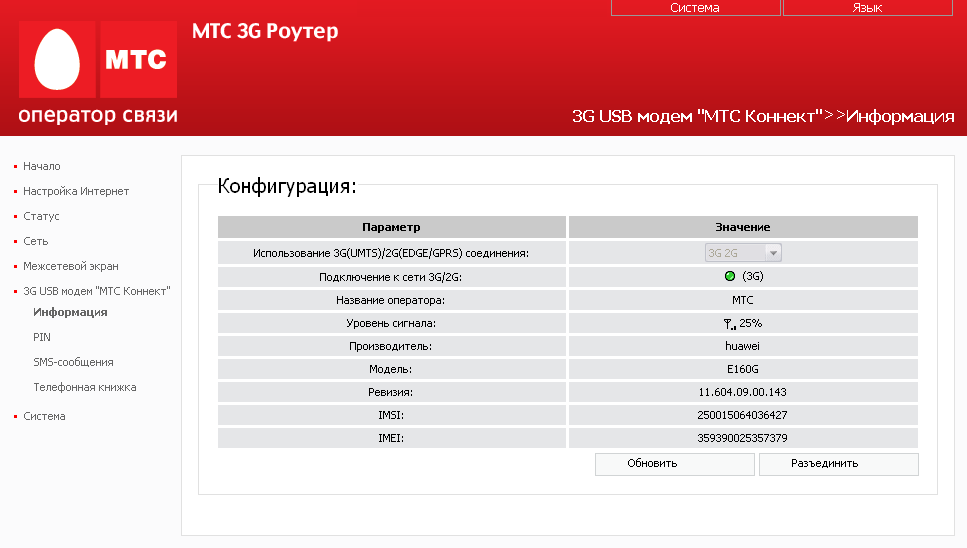 Система Язык
МТС 3G Роутер
МТС
оператор связи
3G USB модем "МТС Коннект">>Информация
Начало
Настройка Интернет
Статус
Сеть
Межсетевой экран
3G USB модем "МТС Коннект"
Информация
PIN
SMS-сообщения
Телефонная книжка
Система
Конфигурация:
Параметр Значение
Использование 3G(UMTS)/2G(EDGE/GPRS) соединения: 3G 2G
Подключение к сети 3G/2G: (3G)
Название оператора: МТС
Уровень сигнала: 25%
Производитель: huawei
Модель: E160G
Ревизия: 11.604.09.00.143
IMSI: 250015064036427
IMEI: 359390025357379
Обновить Разъединить